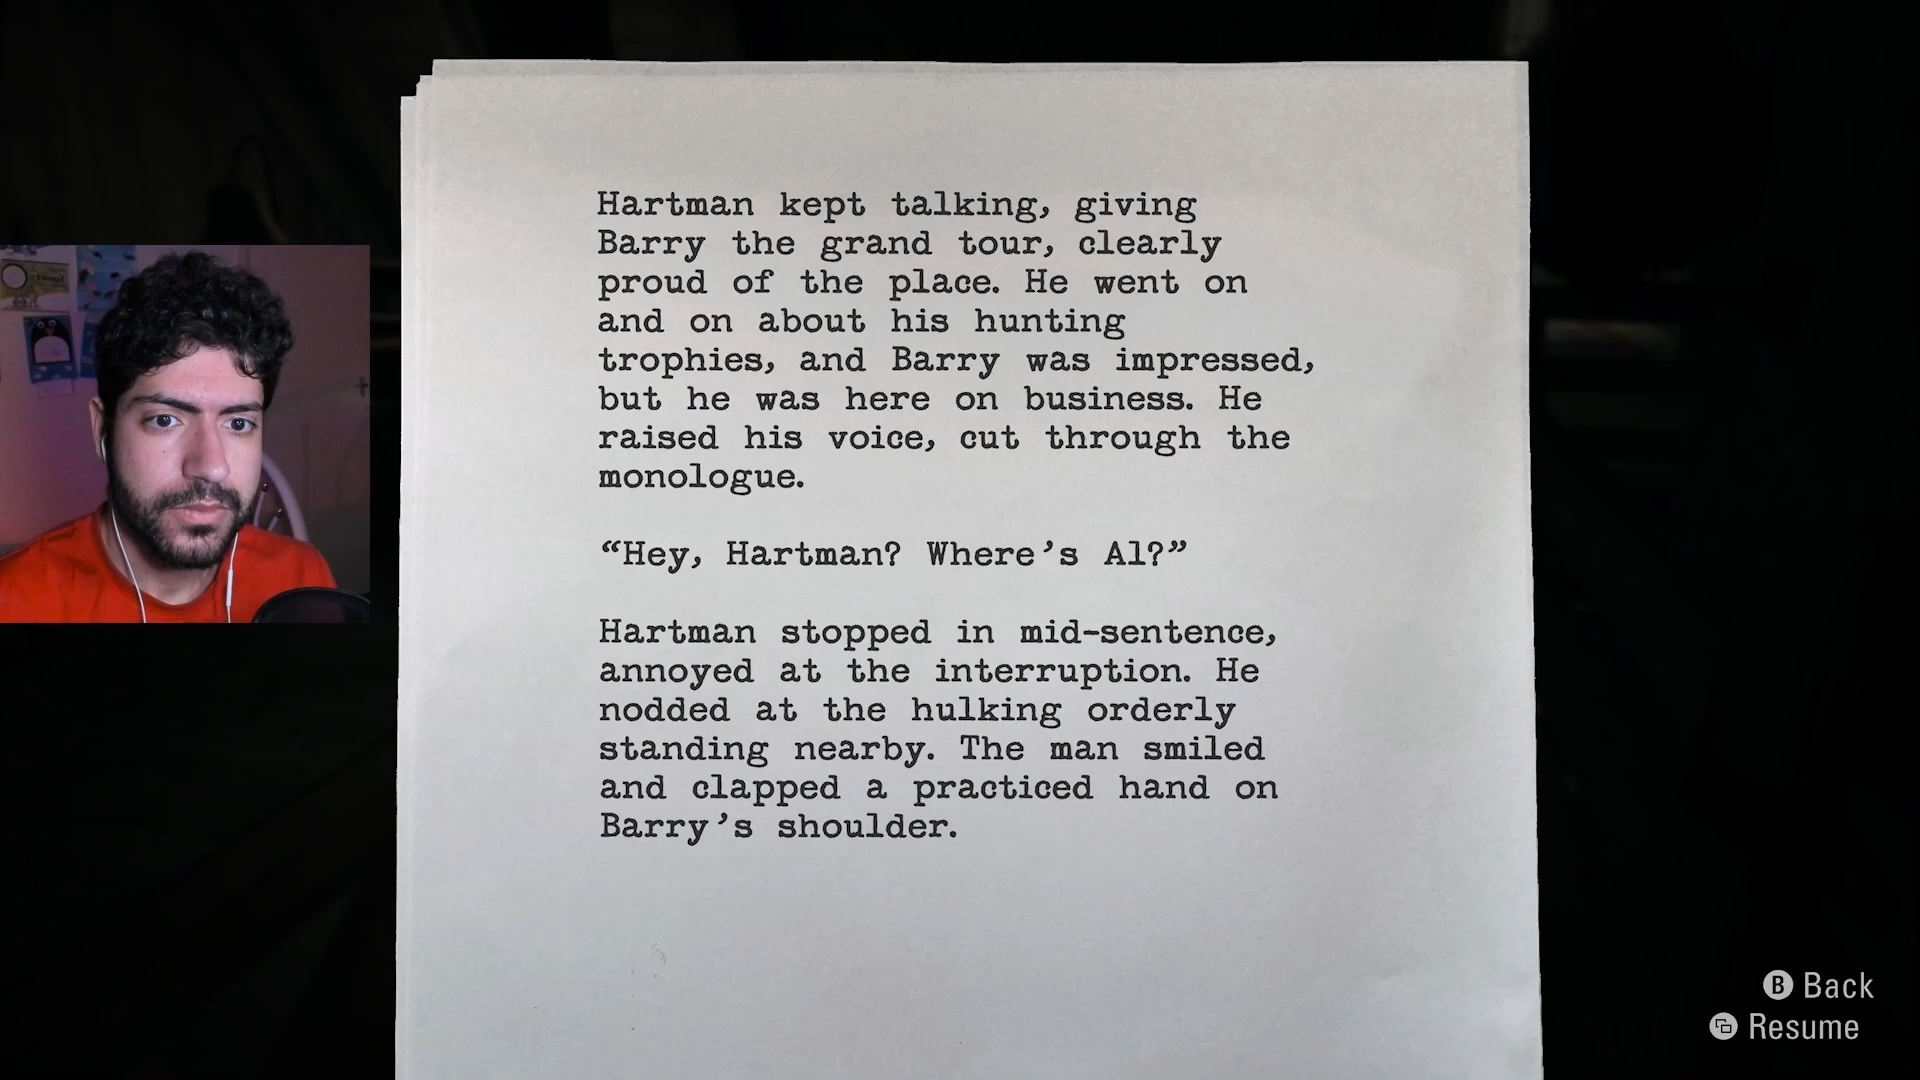 Hartman kept talking, giving
Barry the grand tour, clearly
proud of the place. He went on
and on about his hunting
trophies, and Barry was impressed,
but he was here on business. He
raised his voice, cut through the
monologue.
“Hey, Hartman? Where’s Al?”
Hartman stopped in mid-sentence,
annoyed at the interruption. He
nodded at the hulking orderly
standing nearby. The man smiled
and clapped a practiced hand on
Barry’s shoulder.
B Back
Resume